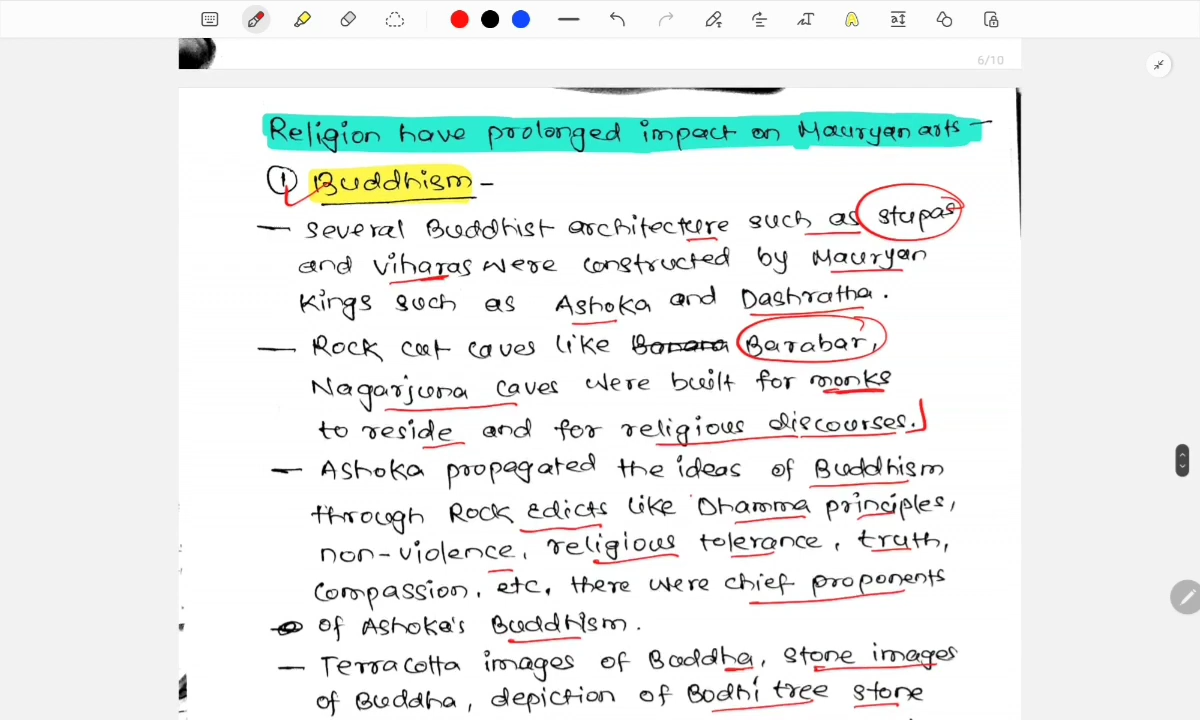 6/10
Religion have prolonged impact on Mauryan arts -
① Buddhism -
- Several Buddhist architecture such as stupas
and viharas were constructed by Mauryan
kings such as Ashoka and Dashratha.
- Rock cut caves like Barabar,
Nagarjuna caves were built for monks
to reside and for religious discourses.
- Ashoka propagated the ideas of Buddhism
through Rock edicts like Dhamma principles,
non-violence, religious tolerance, truth,
compassion, etc. there were chief proponents
of Ashoka's Buddhism.
- Terracotta images of Buddha, stone images
of Buddha, depiction of Bodhi tree stone